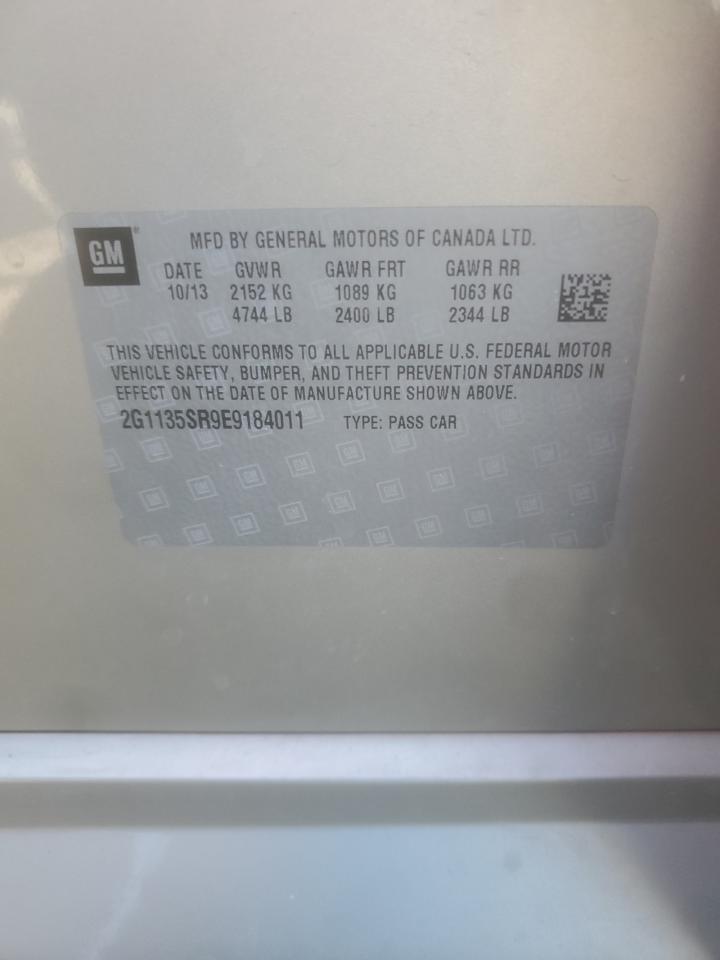 GM
MFD BY GENERAL MOTORS OF CANADA LTD.
DATE GVWR GAWR FRT GAWR RR
10/13 2152 KG 1089 KG 1063 KG
4744 LB 2400 LB 2344 LB
THIS VEHICLE CONFORMS TO ALL APPLICABLE U.S. FEDERAL MOTOR
VEHICLE SAFETY, BUMPER, AND THEFT PREVENTION STANDARDS IN
EFFECT ON THE DATE OF MANUFACTURE SHOWN ABOVE.
2G1135SR9E9184011 TYPE: PASS CAR